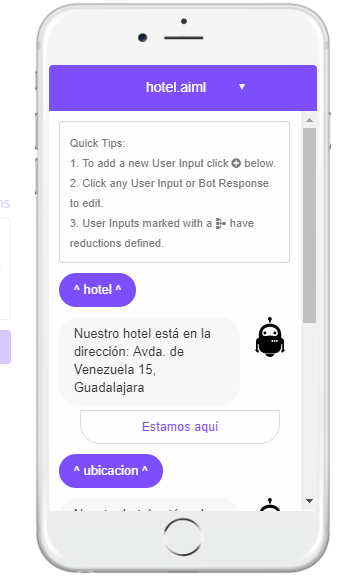 hotel.aiml
Quick Tips:
1. To add a new User Input click below.
2. Click any User Input or Bot Response
to edit.
3. User Inputs marked with a have
reductions defined.
^ hotel ^
Nuestro hotel está en la
dirección: Avda. de
Venezuela 15,
Guadalajara
Estamos aquí
^ ubicacion ^